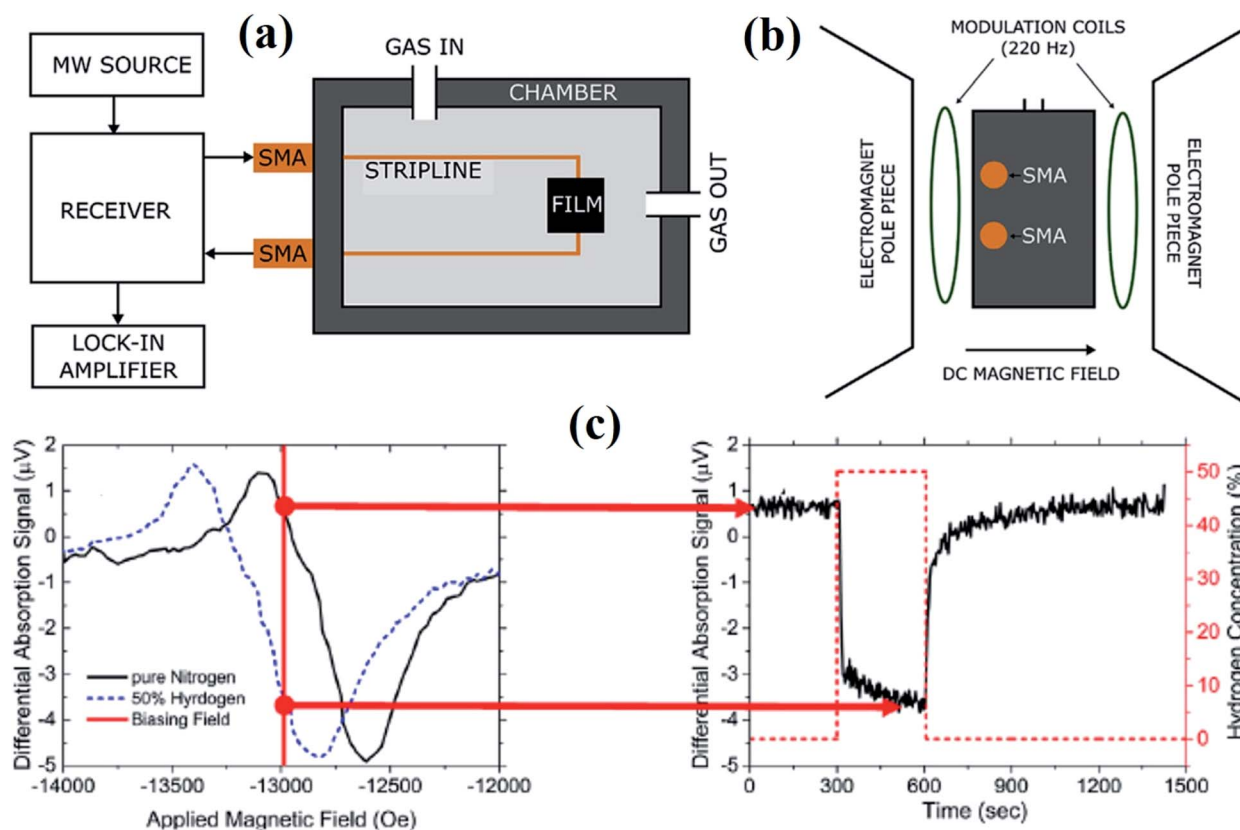 (a)
MW SOURCE
RECEIVER
LOCK-IN
AMPLIFIER
SMA
SMA
GAS IN
CHAMBER
STRIPLINE
FILM
GAS OUT
(b)
MODULATION COILS
(220 Hz)
ELECTROMAGNET
POLE PIECE
SMA
SMA
ELECTROMAGNET
POLE PIECE
DC MAGNETIC FIELD
(c)
Differential Absorption Signal (μV)
2
1
0
-1
-2
-3
-4
-5
pure Nitrogen
50% Hyrdogen
Biasing Field
-14000 -13500 -13000 -12500 -12000
Applied Magnetic Field (Oe)
Differential Absorption Signal (μV)
2
1
0
-1
-2
-3
-4
-5
0 300 600 900 1200 1500
Time (sec)
50
40
30
20
10
0
Hydrogen Concentration (%)